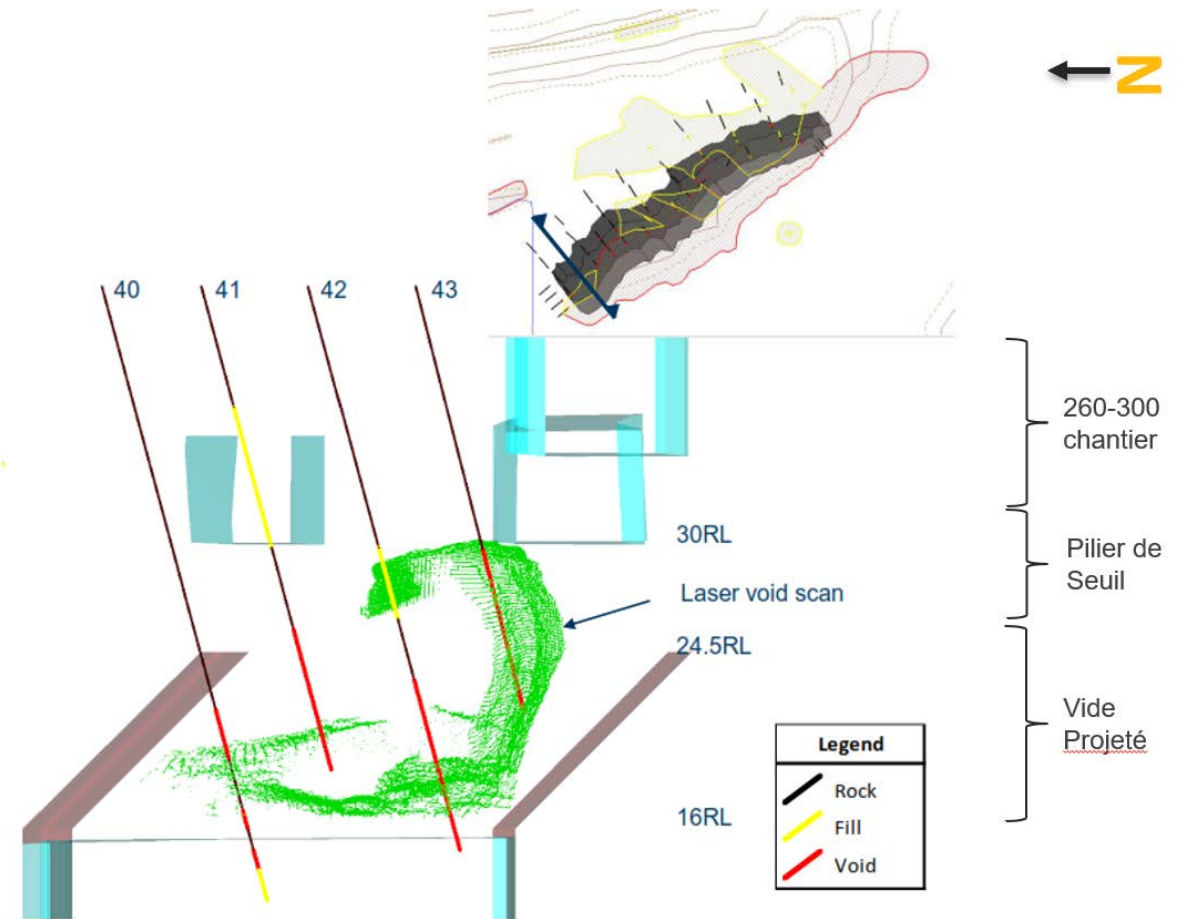 N
40
41
42
43
260-300
chantier
30RL
Pilier de
Seuil
Laser void scan
24.5RL
Vide
Projeté
16RL
Legend
Rock
Fill
Void